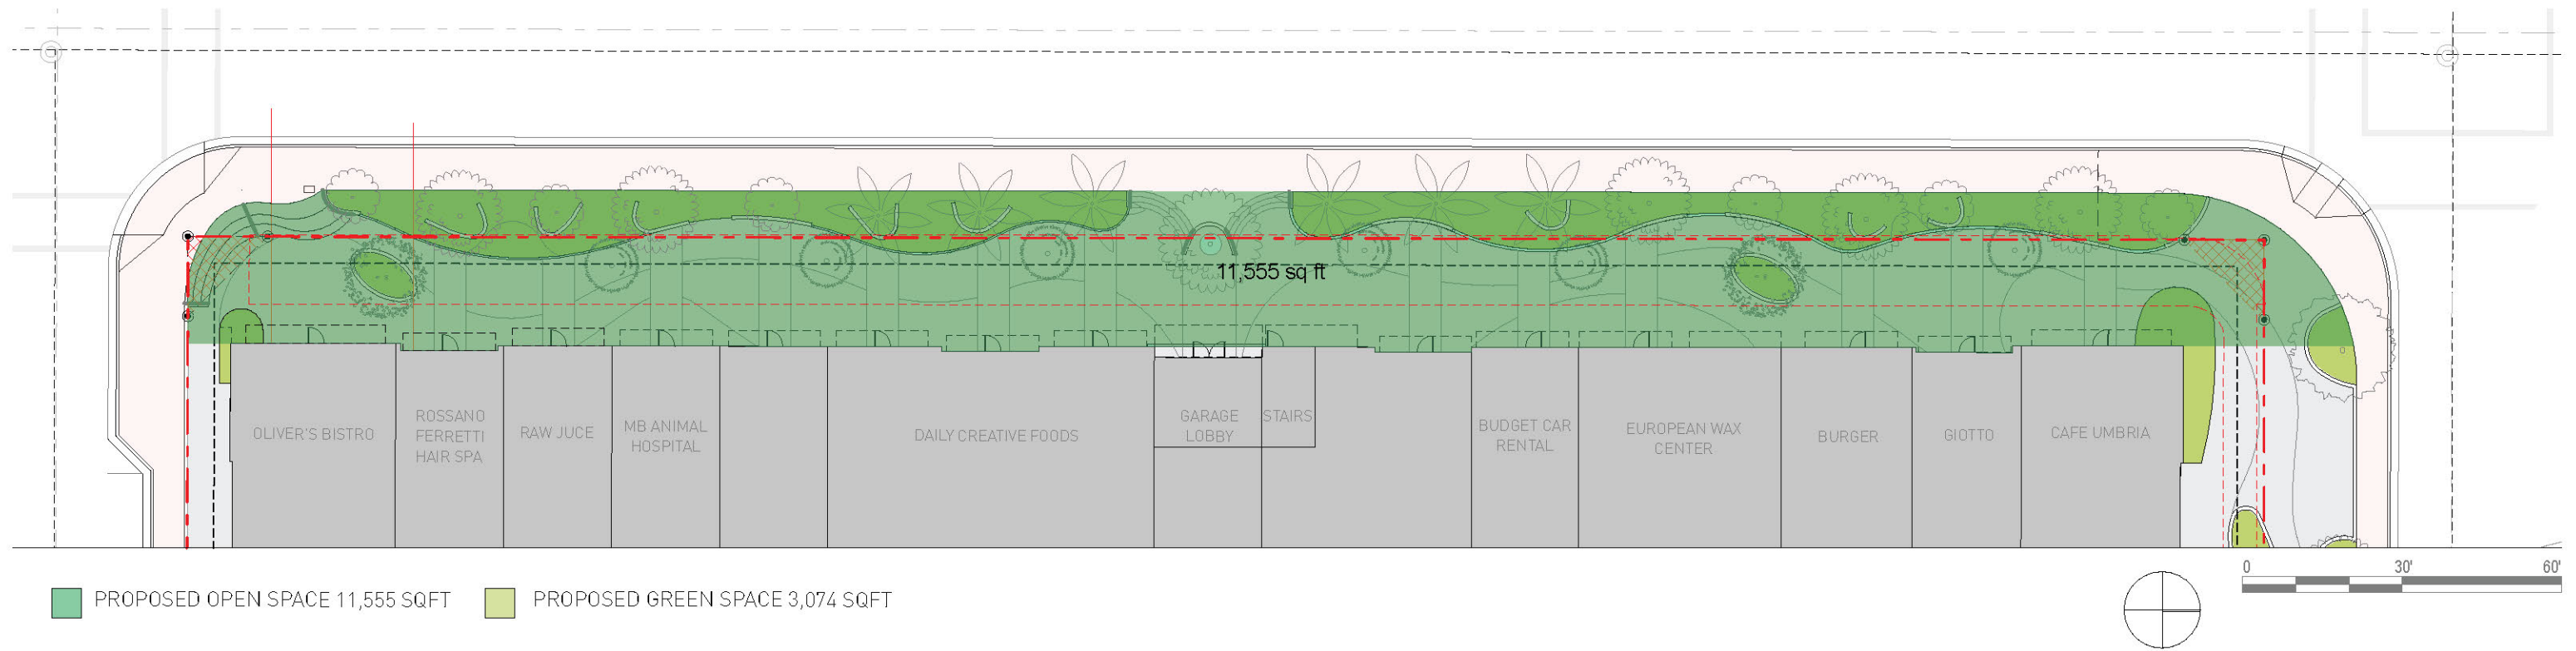 11,555 sq ft
OLIVER'S BISTRO
ROSSANO
FERRETTI
HAIR SPA
RAW JUCE
MB ANIMAL
HOSPITAL
DAILY CREATIVE FOODS
GARAGE
LOBBY
STAIRS
BUDGET CAR
RENTAL
EUROPEAN WAX
CENTER
BURGER
GIOTTO
CAFE UMBRIA
PROPOSED OPEN SPACE 11,555 SQFT
PROPOSED GREEN SPACE 3,074 SQFT
0 30' 60'